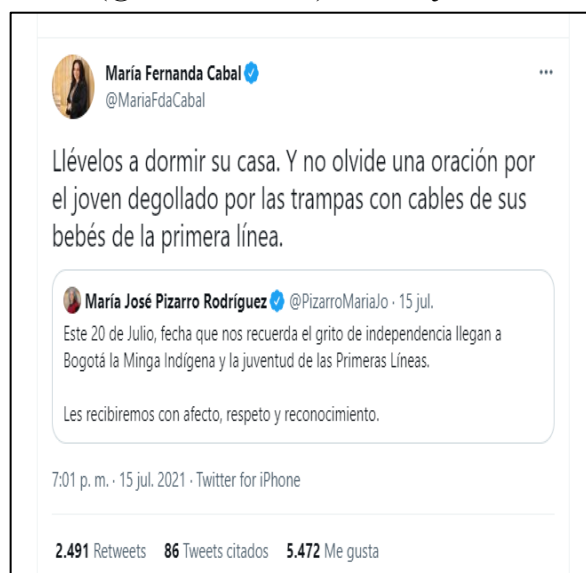 María Fernanda Cabal
@MariaFdaCabal
Llévelos a dormir su casa. Y no olvide una oración por
el joven degollado por las trampas con cables de sus
bebés de la primera línea.
María José Pizarro Rodríguez @PizarroMariaJo · 15 jul.
Este 20 de Julio, fecha que nos recuerda el grito de independencia llegan a
Bogotá la Minga Indígena y la juventud de las Primeras Líneas.
Les recibiremos con afecto, respeto y reconocimiento.
7:01 p. m. · 15 jul. 2021 · Twitter for iPhone
2.491 Retweets 86 Tweets citados 5.472 Me gusta